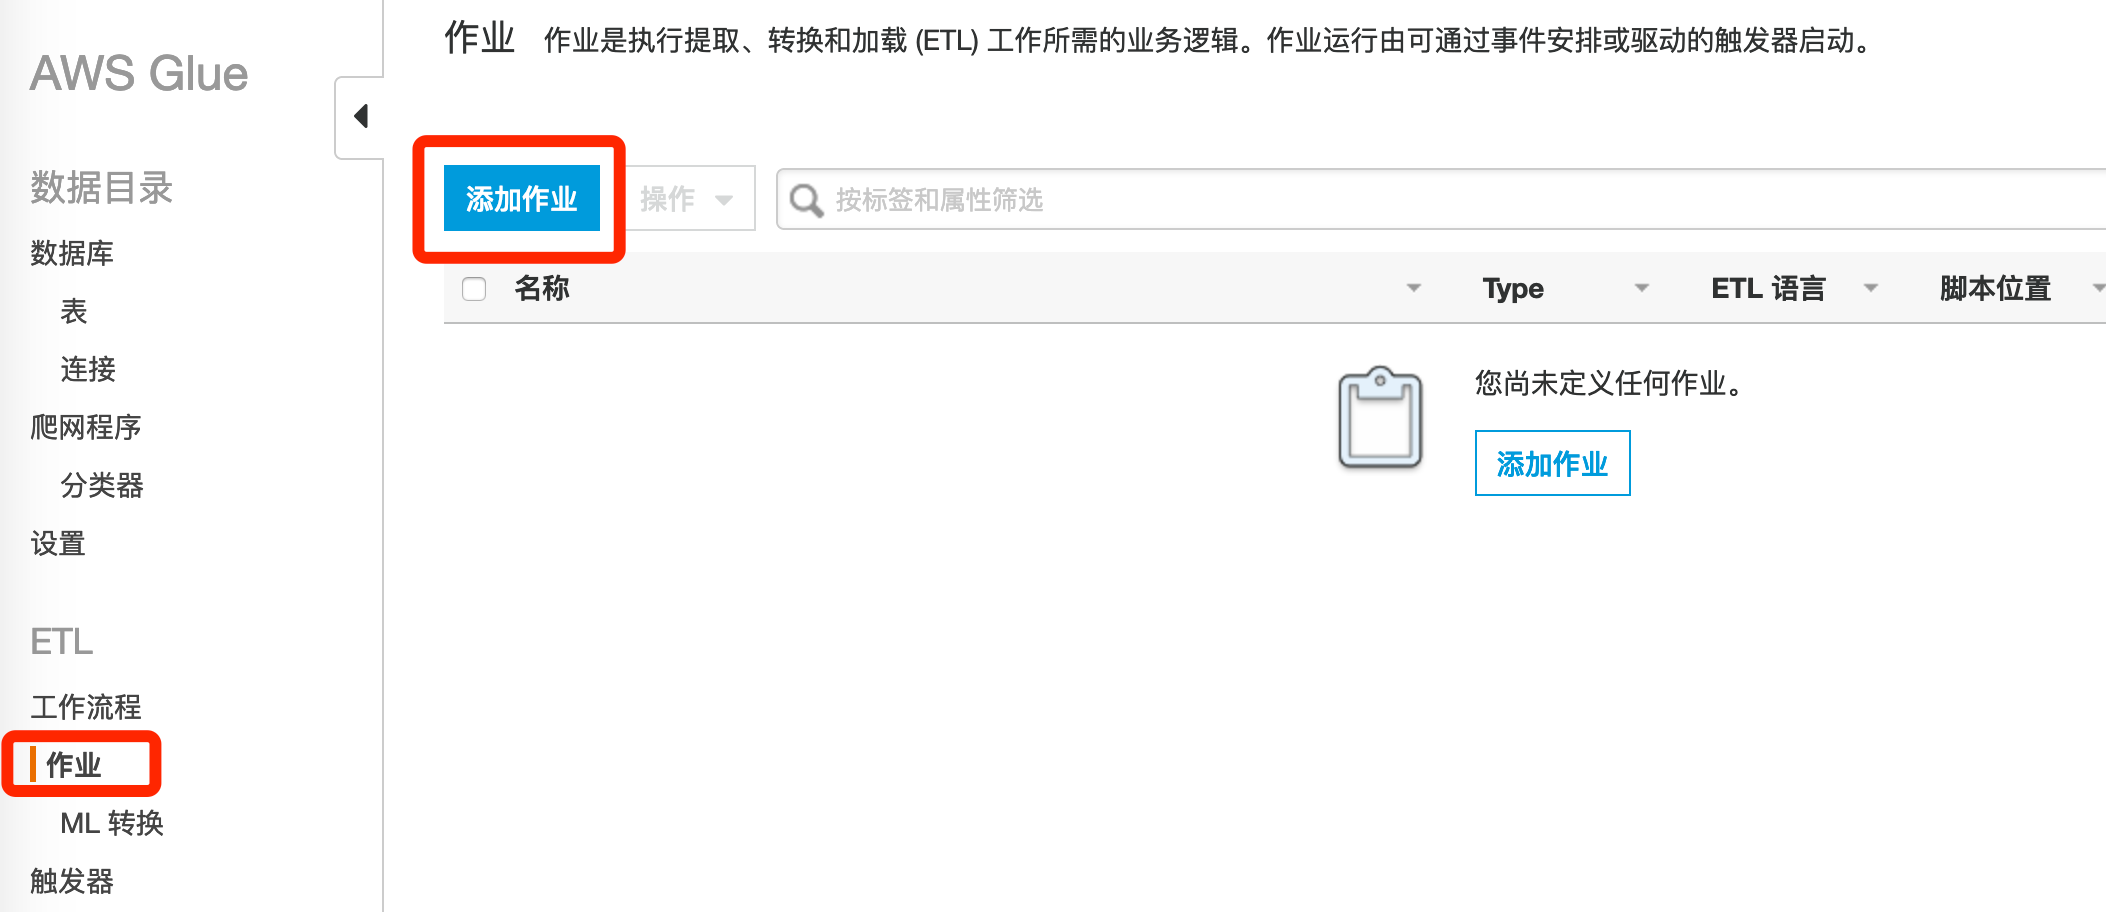 AWS Glue
数据目录
数据库
表
连接
爬网程序
分类器
设置
ETL
工作流程
作业
ML 转换
触发器
作业 作业是执行提取、转换和加载 (ETL) 工作所需的业务逻辑。作业运行由可通过事件安排或驱动的触发器启动。
添加作业 操作 按标签和属性筛选
名称 Type ETL 语言 脚本位置
您尚未定义任何作业。
添加作业